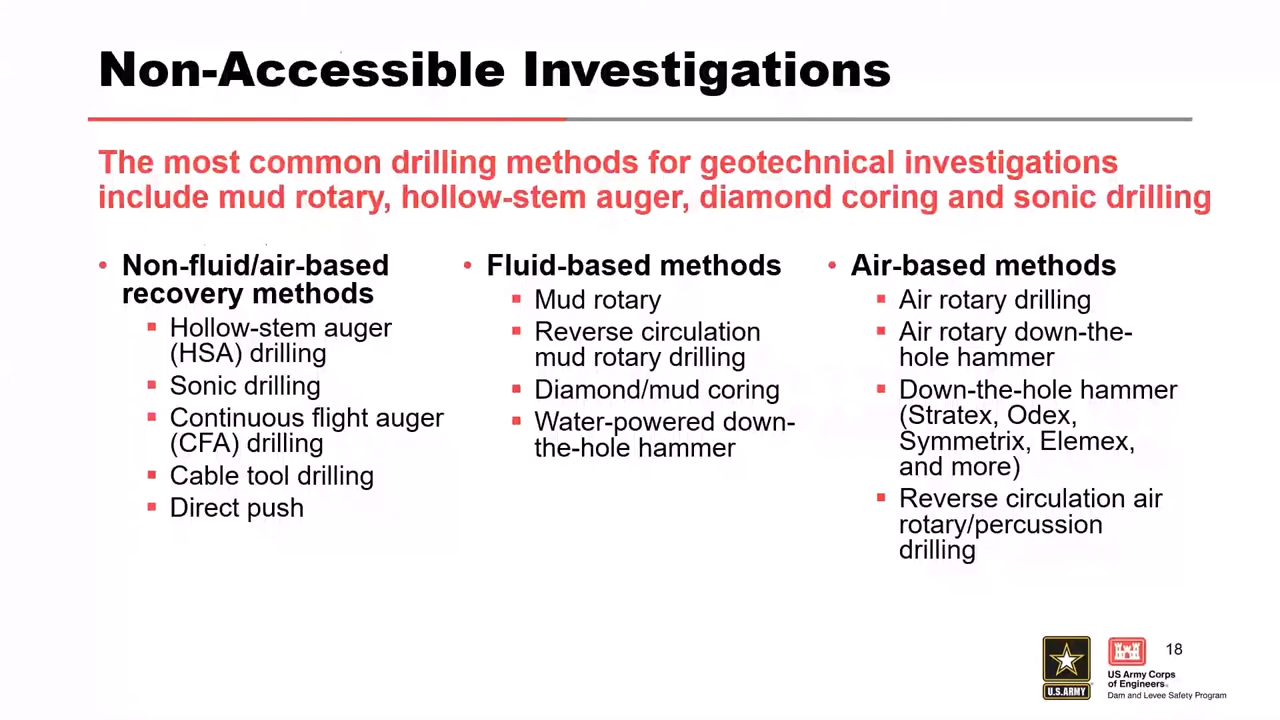 Non-Accessible Investigations
The most common drilling methods for geotechnical investigations
include mud rotary, hollow-stem auger, diamond coring and sonic drilling
• Non-fluid/air-based
recovery methods
▪ Hollow-stem auger
(HSA) drilling
▪ Sonic drilling
▪ Continuous flight auger
(CFA) drilling
▪ Cable tool drilling
▪ Direct push
• Fluid-based methods
▪ Mud rotary
▪ Reverse circulation
mud rotary drilling
▪ Diamond/mud coring
▪ Water-powered down-
the-hole hammer
• Air-based methods
▪ Air rotary drilling
▪ Air rotary down-the-
hole hammer
▪ Down-the-hole hammer
(Stratex, Odex,
Symmetrix, Elemex,
and more)
▪ Reverse circulation air
rotary/percussion
drilling
U.S.ARMY
US Army Corps
of Engineers®
Dam and Levee Safety Program
18